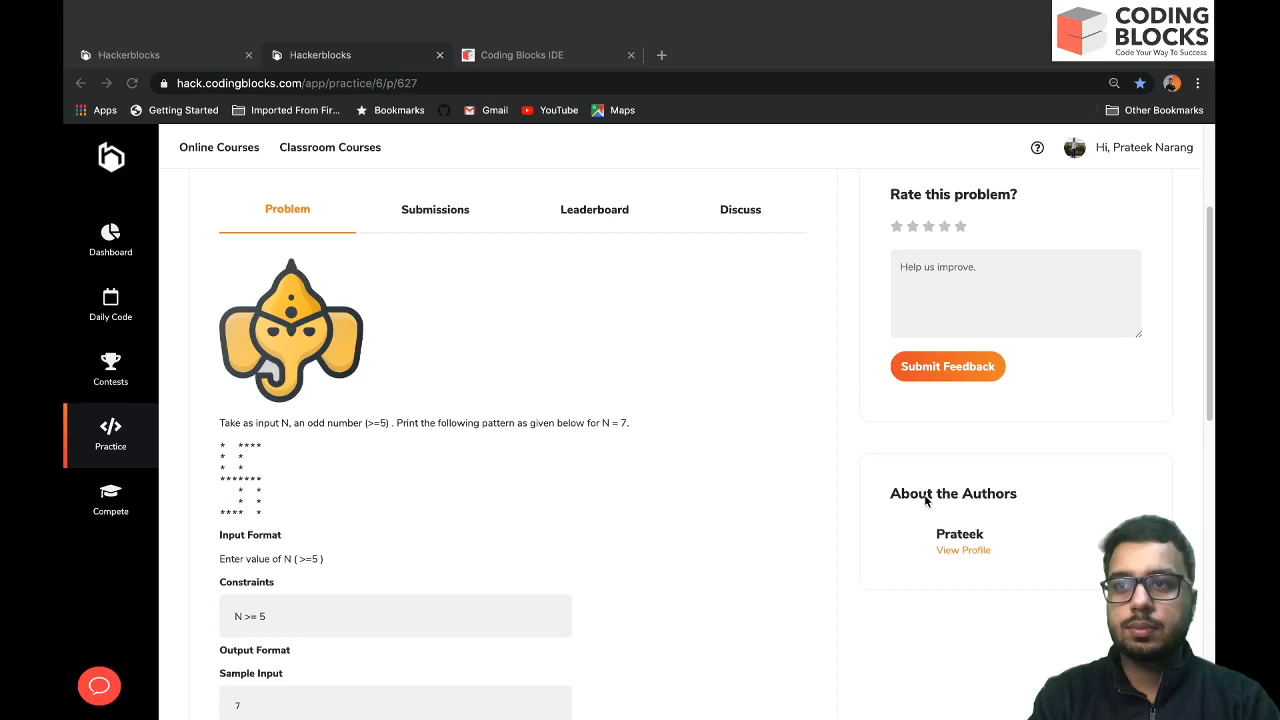 CODING
BLOCKS
Code Your Way To Success
Hackerblocks
Hackerblocks
Coding Blocks IDE
hack.codingblocks.com/app/practice/6/p/627
Apps
Getting Started
Imported From Fir...
Bookmarks
Gmail
YouTube
Maps
Other Bookmarks
Online Courses
Classroom Courses
Hi, Prateek Narang
Dashboard
Daily Code
Contests
Practice
Compete
Problem
Submissions
Leaderboard
Discuss
Take as input N, an odd number (>=5) . Print the following pattern as given below for N = 7.
*  ****
*  *
*  *
*******
   *  *
   *  *
****  *
Input Format
Enter value of N ( >=5 )
Constraints
N >= 5
Output Format
Sample Input
7
Rate this problem?
Help us improve.
Submit Feedback
About the Authors
Prateek
View Profile